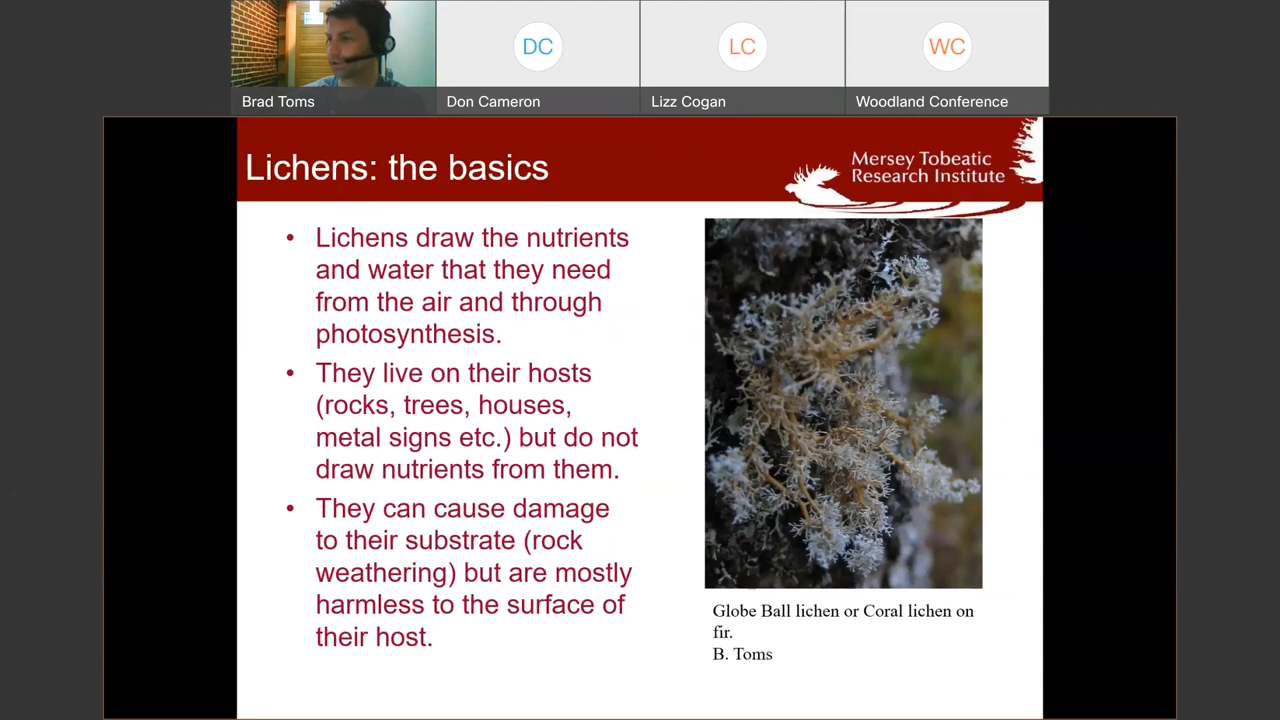 DC
LC
WC
Brad Toms
Don Cameron
Lizz Cogan
Woodland Conference
Lichens: the basics
Mersey Tobeatic
Research Institute
• Lichens draw the nutrients
and water that they need
from the air and through
photosynthesis.
• They live on their hosts
(rocks, trees, houses,
metal signs etc.) but do not
draw nutrients from them.
• They can cause damage
to their substrate (rock
weathering) but are mostly
harmless to the surface of
their host.
Globe Ball lichen or Coral lichen on
fir.
B. Toms